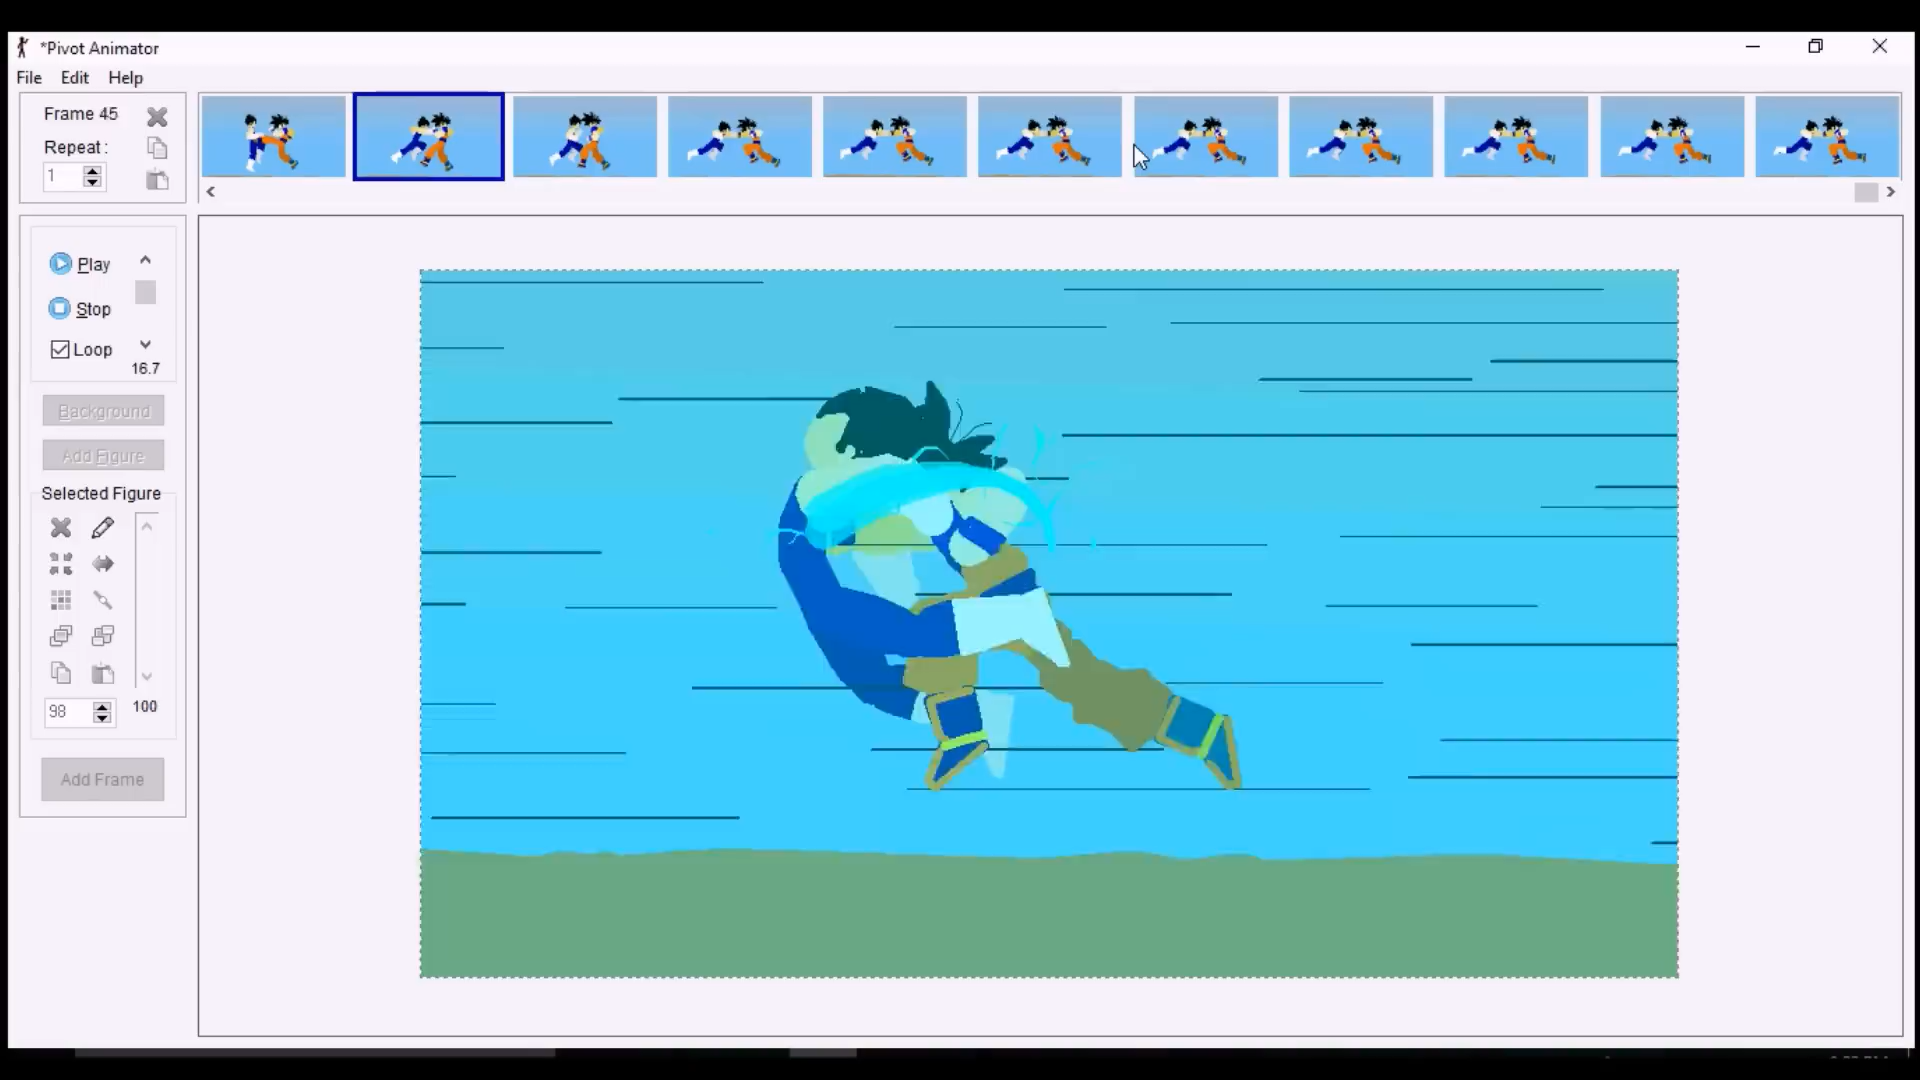 *Pivot Animator
File Edit Help
Frame 45
Repeat :
1
Play
Stop
Loop
16.7
Background
Add Figure
Selected Figure
98
100
Add Frame